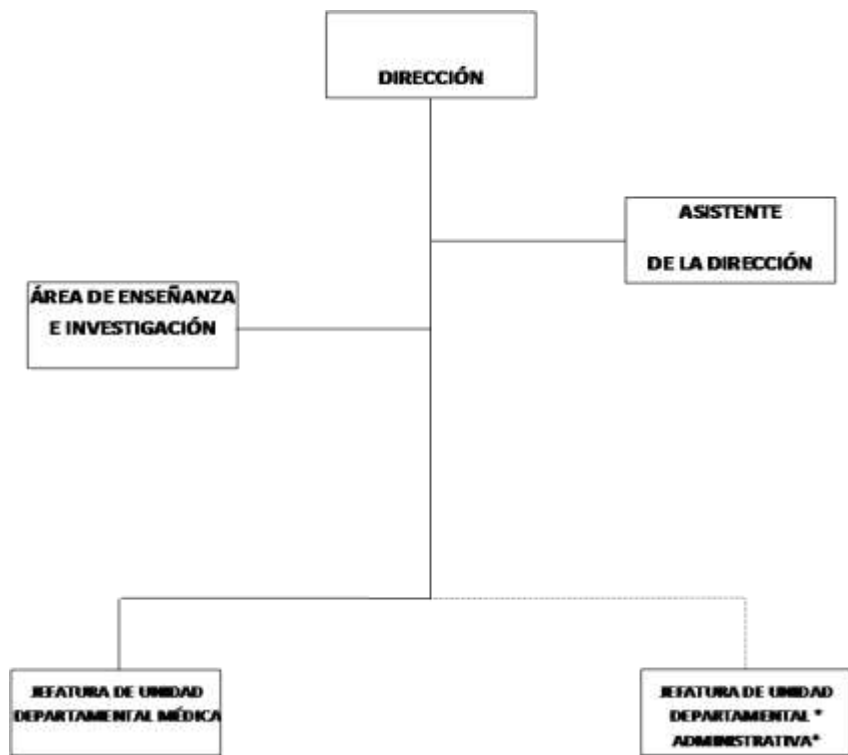 DIRECCIÓN
ASISTENTE
DE LA DIRECCIÓN
ÁREA DE ENSEÑANZA
E INVESTIGACIÓN
JEFATURA DE UNIDAD
DEPARTAMENTAL MÉDICA
JEFATURA DE UNIDAD
DEPARTAMENTAL *
ADMINISTRATIVA*